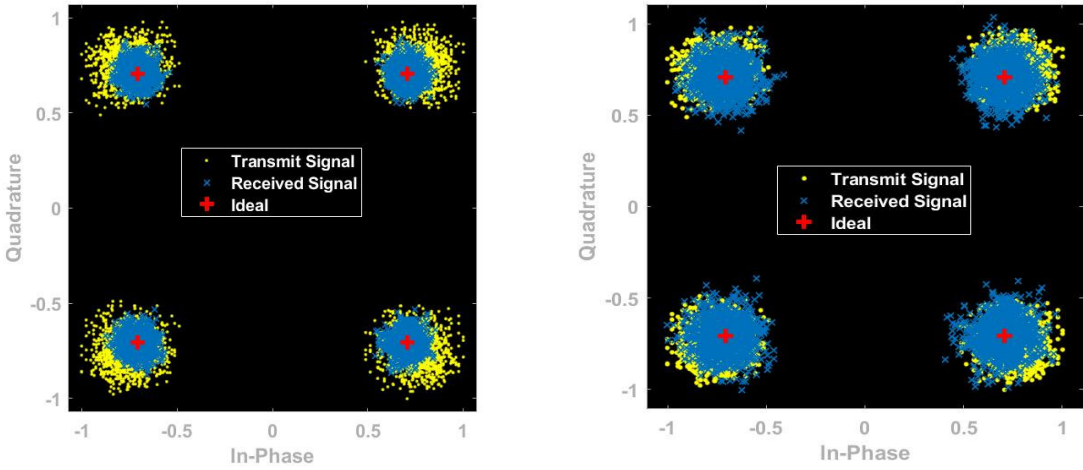 1
0.5
0
-0.5
-1
Quadrature
-1
-0.5
0
0.5
1
In-Phase
Transmit Signal
Received Signal
Ideal
1
0.5
0
-0.5
-1
Quadrature
-1
-0.5
0
0.5
1
In-Phase
Transmit Signal
Received Signal
Ideal